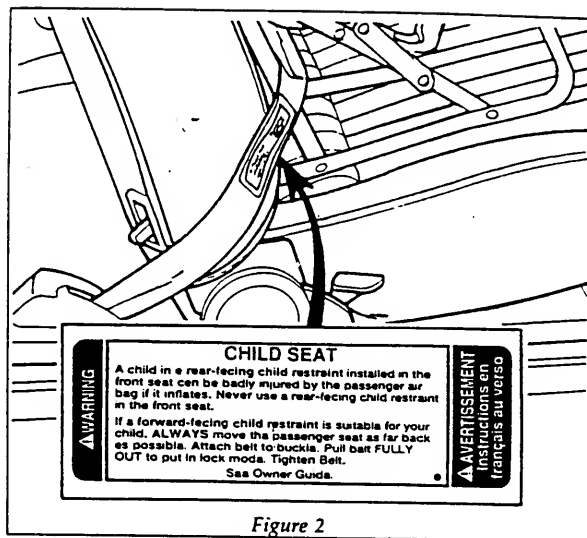 WARNING
CHILD SEAT
A child in a rear-facing child restraint installed in the
front seat can be badly injured by the passenger air
bag if it inflates. Never use a rear-facing child restraint
in the front seat.
If a forward-facing child restraint is suitable for your
child, ALWAYS move the passenger seat as far back
as possible. Attach belt to buckle. Pull belt FULLY
OUT to put in lock mode. Tighten Belt.
See Owner Guide.
AVERTISSEMENT
Instructions en
français au verso
Figure 2